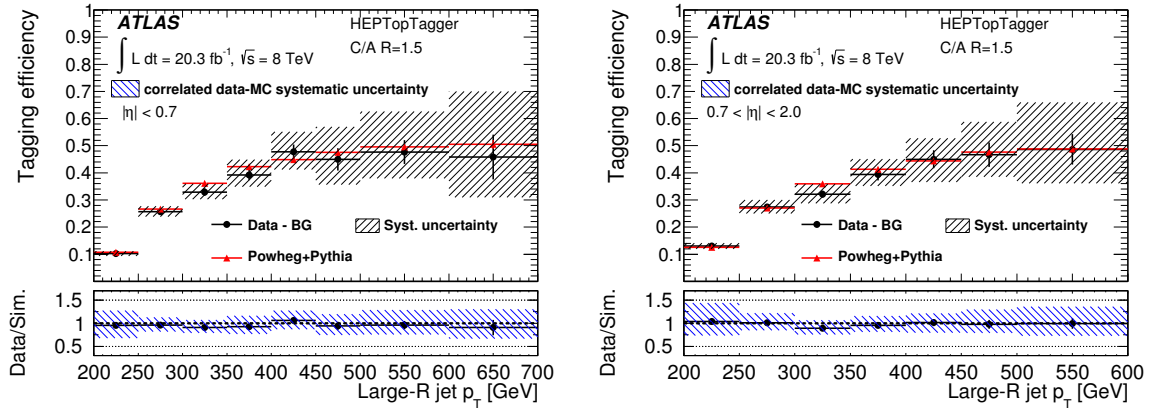 ATLAS
HEPTopTagger
∫ L dt = 20.3 fb⁻¹, √s = 8 TeV
C/A R=1.5
correlated data-MC systematic uncertainty
|η| < 0.7
Data - BG
Syst. uncertainty
Powheg+Pythia
Tagging efficiency
1
0.9
0.8
0.7
0.6
0.5
0.4
0.3
0.2
0.1
Data/Sim.
1.5
1
0.5
200 250 300 350 400 450 500 550 600 650 700
Large-R jet p_T [GeV]
ATLAS
HEPTopTagger
∫ L dt = 20.3 fb⁻¹, √s = 8 TeV
C/A R=1.5
correlated data-MC systematic uncertainty
0.7 < |η| < 2.0
Data - BG
Syst. uncertainty
Powheg+Pythia
Tagging efficiency
1
0.9
0.8
0.7
0.6
0.5
0.4
0.3
0.2
0.1
Data/Sim.
1.5
1
0.5
200 250 300 350 400 450 500 550 600
Large-R jet p_T [GeV]